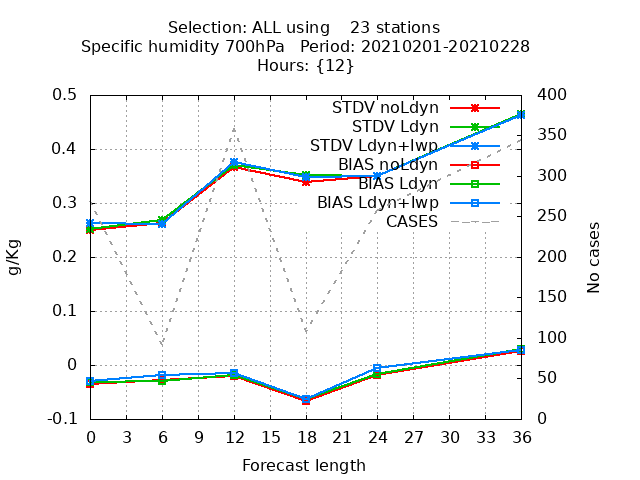 Selection: ALL using 23 stations
Specific humidity 700hPa Period: 20210201-20210228
Hours: {12}
0.5
0.4
0.3
0.2
0.1
0
-0.1
g/Kg
STDV noLdyn
STDV Ldyn
STDV Ldyn+lwp
BIAS noLdyn
BIAS Ldyn
BIAS Ldyn+lwp
CASES
400
350
300
250
200
150
100
50
0
No cases
0 3 6 9 12 15 18 21 24 27 30 33 36
Forecast length